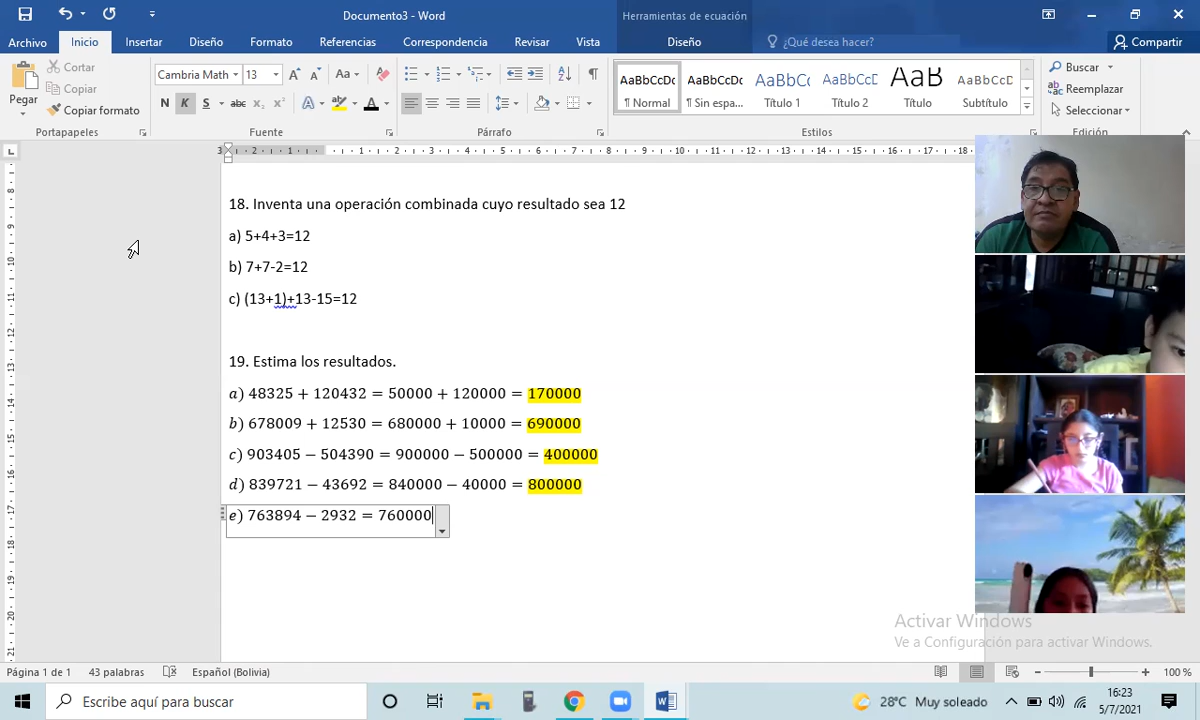 Documento3 - Word
Herramientas de ecuación
Archivo Inicio Insertar Diseño Formato Referencias Correspondencia Revisar Vista Diseño ¿Qué desea hacer? Compartir
Pegar
Cortar
Copiar
Copiar formato
Portapapeles
Cambria Math 13
N K S abc x₂ x²
Fuente
Párrafo
AaBbCcDc AaBbCcDc AaBbC AaBbCcD AaB AaBbCcD
¶ Normal ¶ Sin espa... Título 1 Título 2 Título Subtítulo
Estilos
Buscar
Reemplazar
Seleccionar
Edición
18. Inventa una operación combinada cuyo resultado sea 12
a) 5+4+3=12
b) 7+7-2=12
c) (13+1)+13-15=12
19. Estima los resultados.
a) 48325 + 120432 = 50000 + 120000 = 170000
b) 678009 + 12530 = 680000 + 10000 = 690000
c) 903405 − 504390 = 900000 − 500000 = 400000
d) 839721 − 43692 = 840000 − 40000 = 800000
e) 763894 − 2932 = 760000
Activar Windows
Ve a Configuración para activar Windows.
Página 1 de 1 43 palabras Español (Bolivia) 100 %
Escribe aquí para buscar
28°C Muy soleado
16:23
5/7/2021